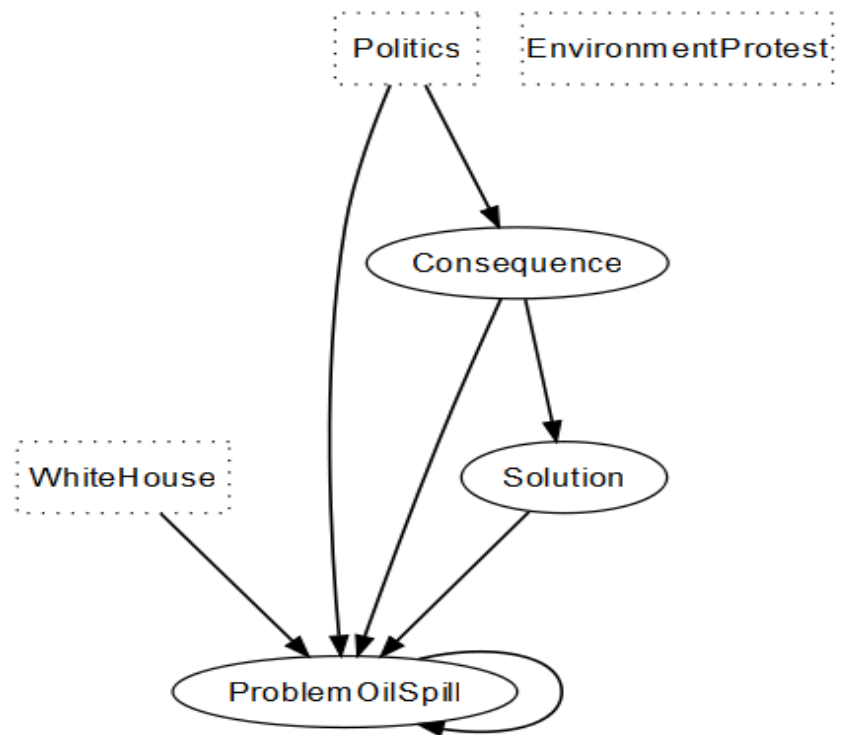 Politics
EnvironmentProtest
Consequence
WhiteHouse
Solution
ProblemOilSpill